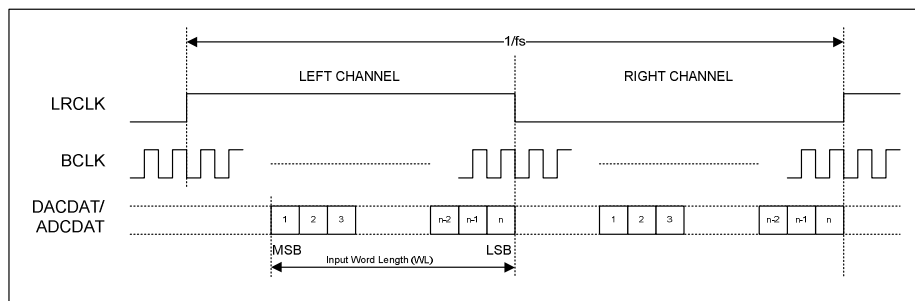 1/fs
LEFT CHANNEL RIGHT CHANNEL
LRCLK
BCLK
DACDAT/
ADCDAT
1 2 3 n-2 n-1 n 1 2 3 n-2 n-1 n
MSB LSB
Input Word Length (WL)